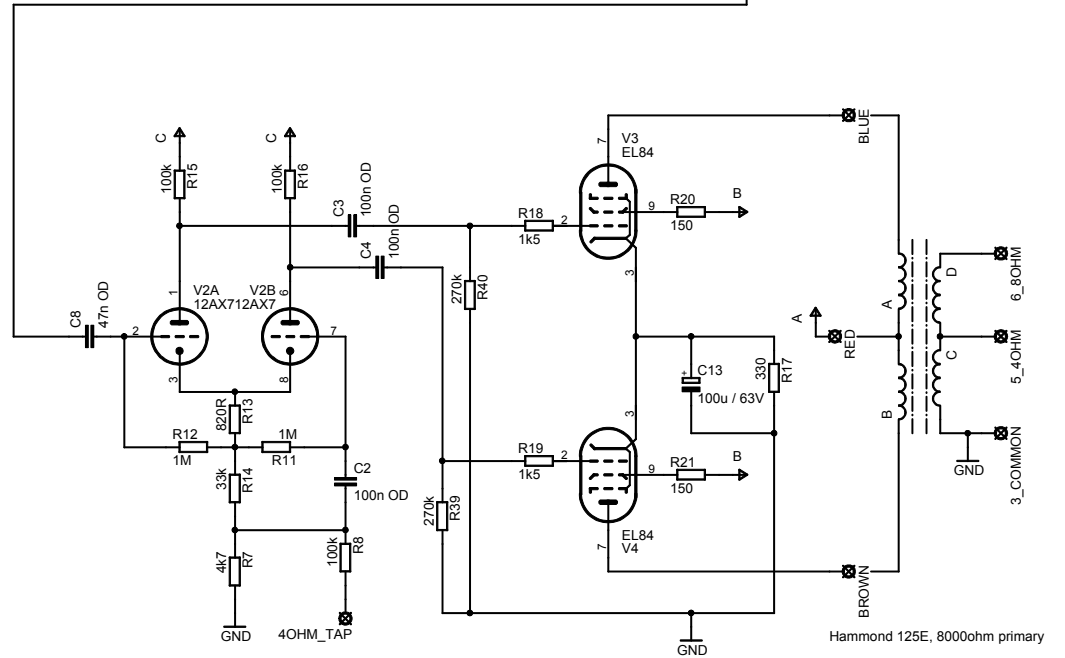 C
C
100k
R15
100k
R16
C3
100n OD
C4
100n OD
V3
EL84
7
BLUE
R18
1k5
2
9
R20
150
B
3
270k
R40
C8
47n OD
2
1
V2A
12AX7
V2B
12AX7
6
7
3
8
820R
R13
R12
1M
1M
R11
33k
R14
C2
100n OD
4k7
R7
100k
R8
GND
4OHM_TAP
270k
R39
R19
1k5
2
9
R21
150
B
3
EL84
V4
7
+
C13
100u / 63V
330
R17
GND
A
RED
A
B
D
C
6_8OHM
5_4OHM
3_COMMON
GND
BROWN
Hammond 125E, 8000ohm primary